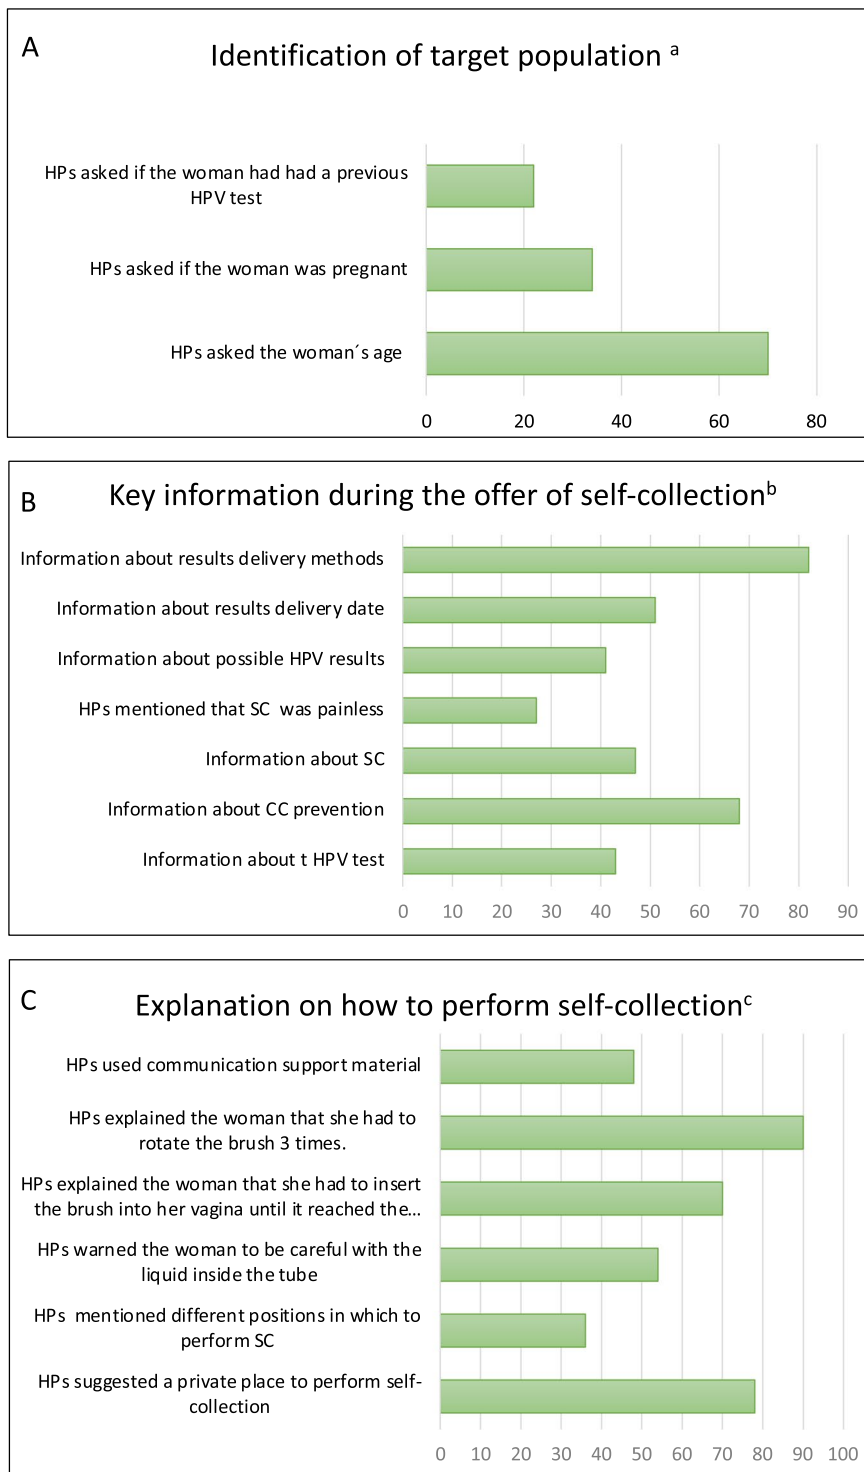 A
Identification of target population a
HPs asked if the woman had had a previous
HPV test
HPs asked if the woman was pregnant
HPs asked the woman´s age
0 20 40 60 80
B
Key information during the offer of self-collectionb
Information about results delivery methods
Information about results delivery date
Information about possible HPV results
HPs mentioned that SC was painless
Information about SC
Information about CC prevention
Information about t HPV test
0 10 20 30 40 50 60 70 80 90
C
Explanation on how to perform self-collectionc
HPs used communication support material
HPs explained the woman that she had to
rotate the brush 3 times.
HPs explained the woman that she had to insert
the brush into her vagina until it reached the…
HPs warned the woman to be careful with the
liquid inside the tube
HPs mentioned different positions in which to
perform SC
HPs suggested a private place to perform self-
collection
0 10 20 30 40 50 60 70 80 90 100